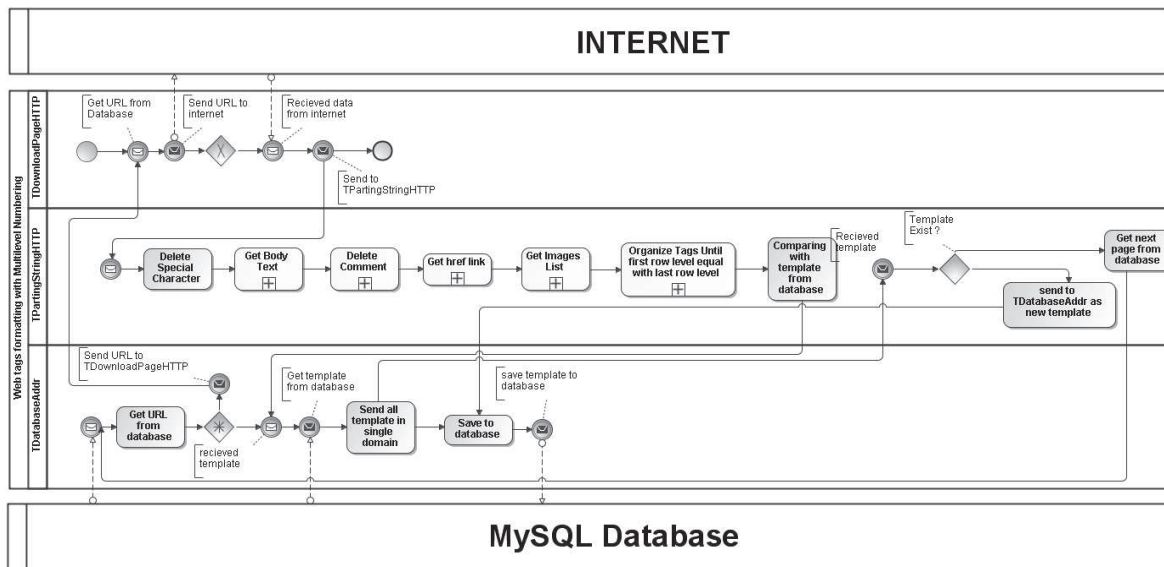 INTERNET
Web tags formatting with Multilevel Numbering
TDownloadPageHTTP
Get URL from
Database
Send URL to
internet
Recieved data
from internet
Send to
TPartingStringHTTP
TPartingStringHTTP
Delete
Special
Character
Get Body
Text
Delete
Comment
Get href link
Get Images
List
Organize Tags Until
first row level equal
with last row level
Comparing
with
template
from
database
Recieved
template
Template
Exist ?
Get next
page from
database
send to
TDatabaseAddr as
new template
TDatabaseAddr
Send URL to
TDownloadPageHTTP
Get URL
from
database
recieved
template
Get template
from database
Send all
template in
single
domain
save template to
database
Save to
database
MySQL Database